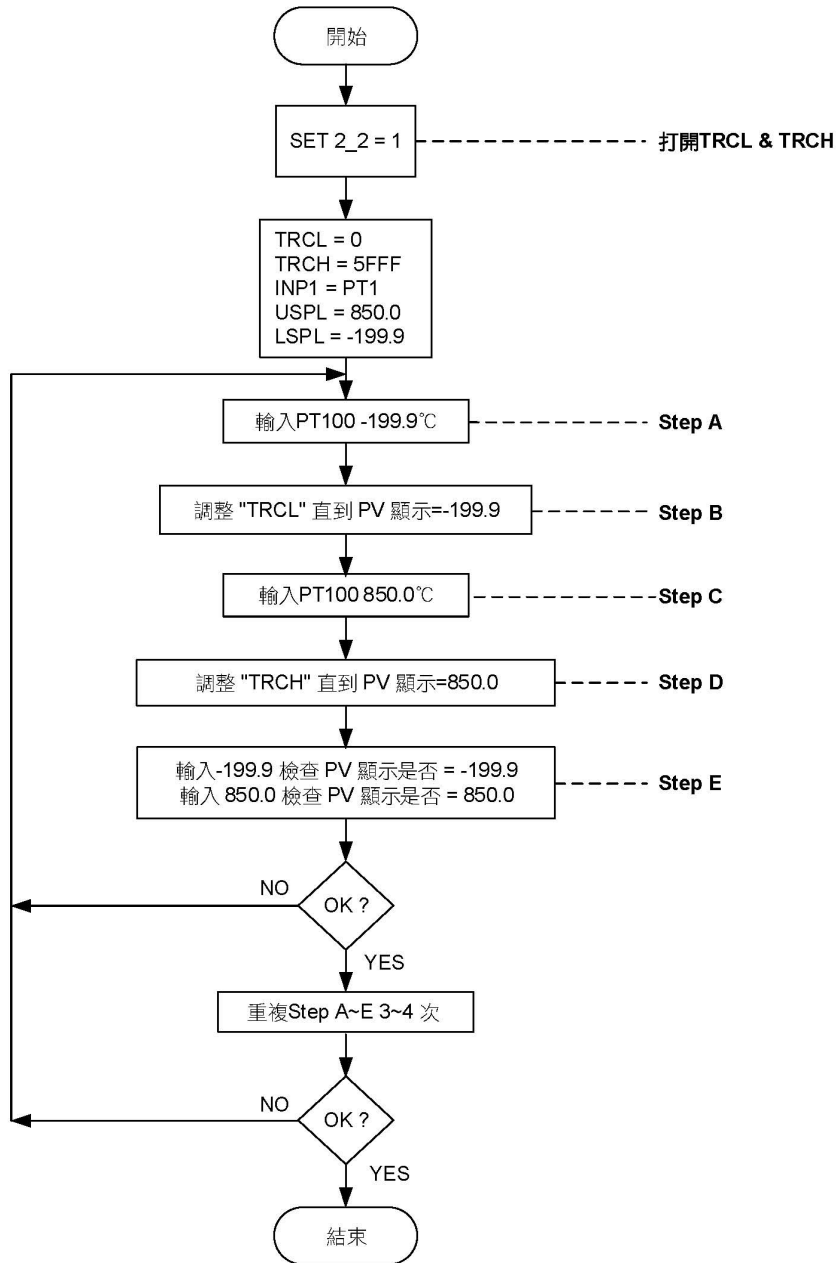 開始
SET 2_2 = 1
打開TRCL & TRCH
TRCL = 0
TRCH = 5FFF
INP1 = PT1
USPL = 850.0
LSPL = -199.9
輸入PT100 -199.9℃
Step A
調整 "TRCL" 直到 PV 顯示=-199.9
Step B
輸入PT100 850.0℃
Step C
調整 "TRCH" 直到 PV 顯示=850.0
Step D
輸入-199.9 檢查 PV 顯示是否 = -199.9
輸入 850.0 檢查 PV 顯示是否 = 850.0
Step E
NO
OK ?
YES
重複Step A~E 3~4 次
NO
OK ?
YES
結束